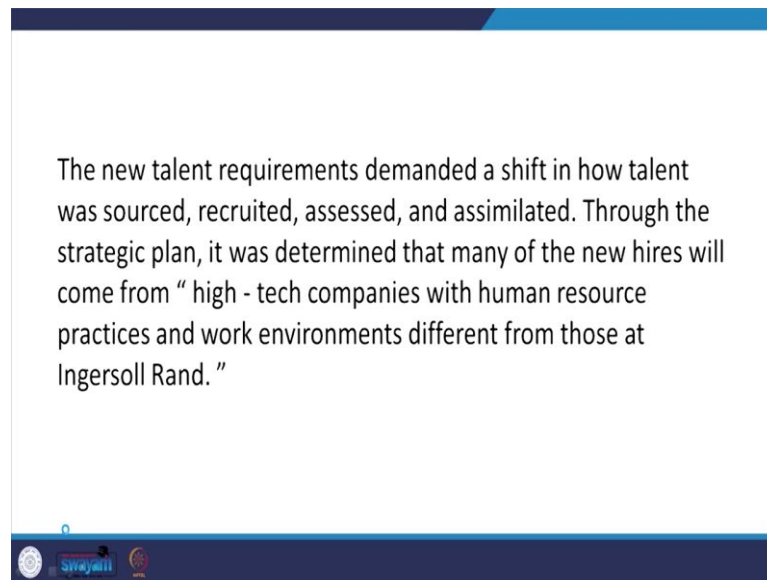 The new talent requirements demanded a shift in how talent
was sourced, recruited, assessed, and assimilated. Through the
strategic plan, it was determined that many of the new hires will
come from “ high - tech companies with human resource
practices and work environments different from those at
Ingersoll Rand. ”
swayam